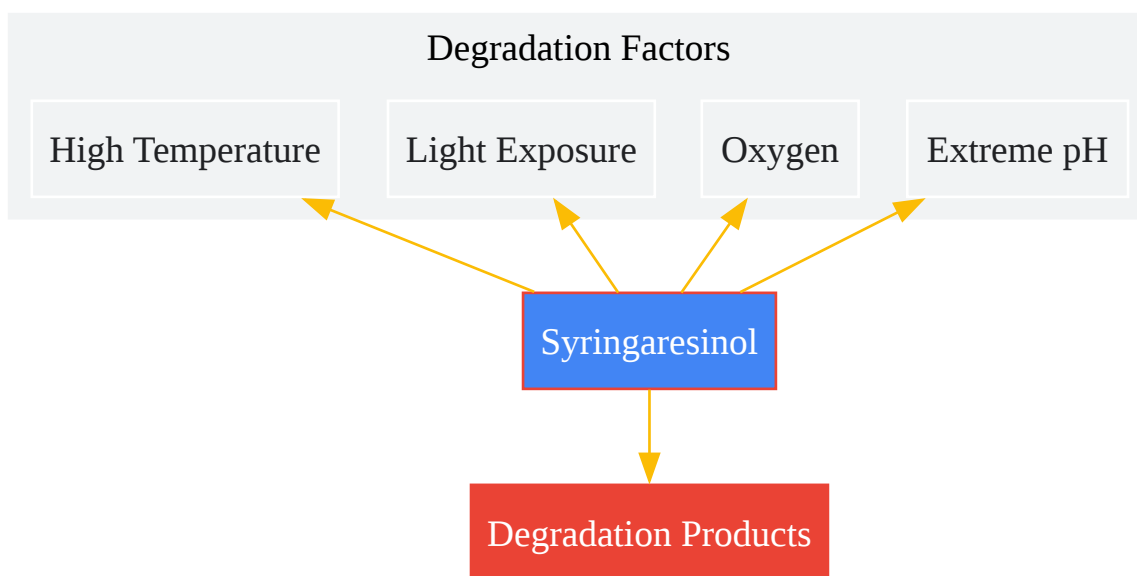 Degradation Factors
High Temperature
Light Exposure
Oxygen
Extreme pH
Syringaresinol
Degradation Products